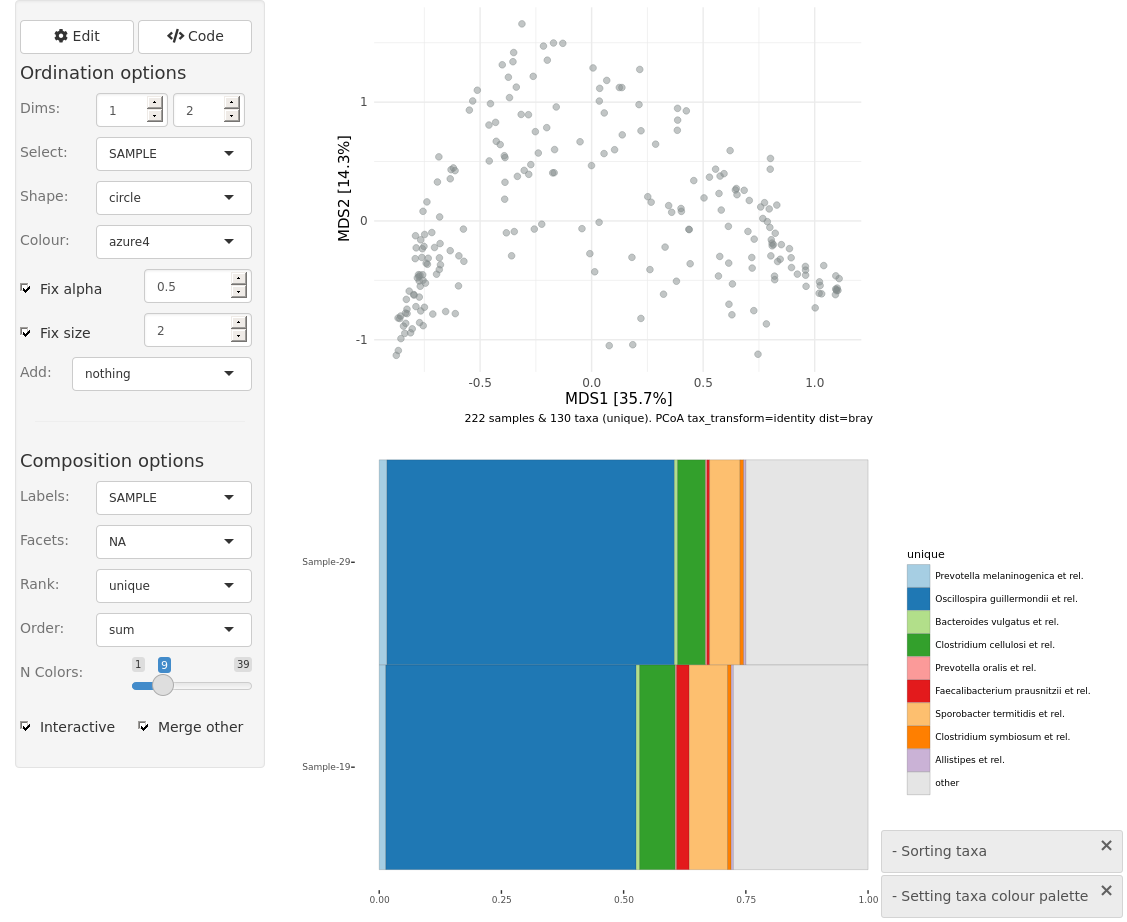 Edit
Code
Ordination options
Dims:
1
2
Select:
SAMPLE
Shape:
circle
Colour:
azure4
Fix alpha
0.5
Fix size
2
Add:
nothing
Composition options
Labels:
SAMPLE
Facets:
NA
Rank:
unique
Order:
sum
N Colors:
1
9
39
Interactive
Merge other
MDS2 [14.3%]
1
0
-1
-0.5
0.0
0.5
1.0
MDS1 [35.7%]
222 samples & 130 taxa (unique). PCoA tax_transform=identity dist=bray
Sample-29
Sample-19
0.00
0.25
0.50
0.75
1.00
unique
Prevotella melaninogenica et rel.
Oscillospira guillermondii et rel.
Bacteroides vulgatus et rel.
Clostridium cellulosi et rel.
Prevotella oralis et rel.
Faecalibacterium prausnitzii et rel.
Sporobacter termitidis et rel.
Clostridium symbiosum et rel.
Allistipes et rel.
other
- Sorting taxa
×
- Setting taxa colour palette
×